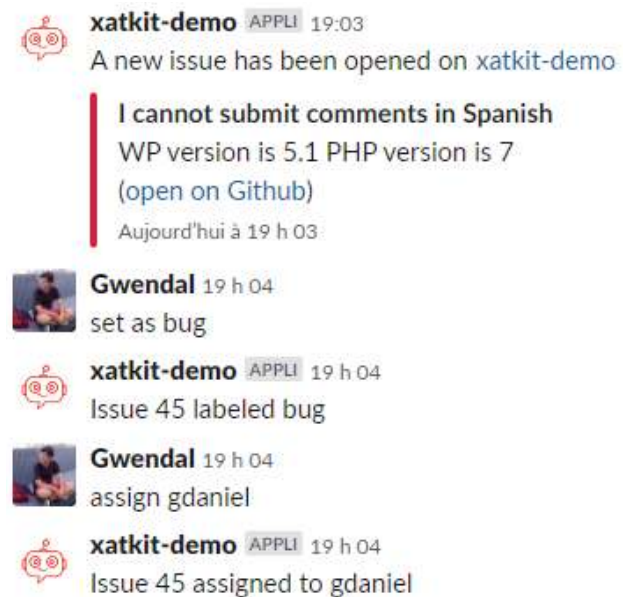 xatkit-demo APPLI 19:03
A new issue has been opened on xatkit-demo
I cannot submit comments in Spanish
WP version is 5.1 PHP version is 7
(open on Github)
Aujourd'hui à 19 h 03
Gwendal 19 h 04
set as bug
xatkit-demo APPLI 19 h 04
Issue 45 labeled bug
Gwendal 19 h 04
assign gdaniel
xatkit-demo APPLI 19 h 04
Issue 45 assigned to gdaniel